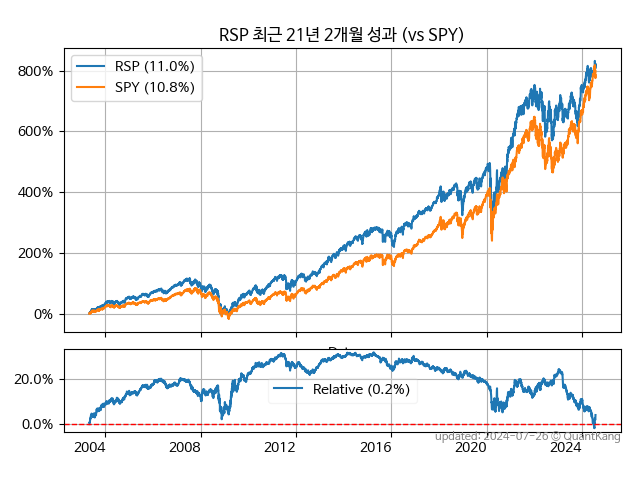 RSP 최근 21년 2개월 성과 (vs SPY)
RSP (11.0%)
SPY (10.8%)
800%
600%
400%
200%
0%
20.0%
0.0%
Relative (0.2%)
2004 2008 2012 2016 2020 2024
updated: 2024-07-26 © QuantKang